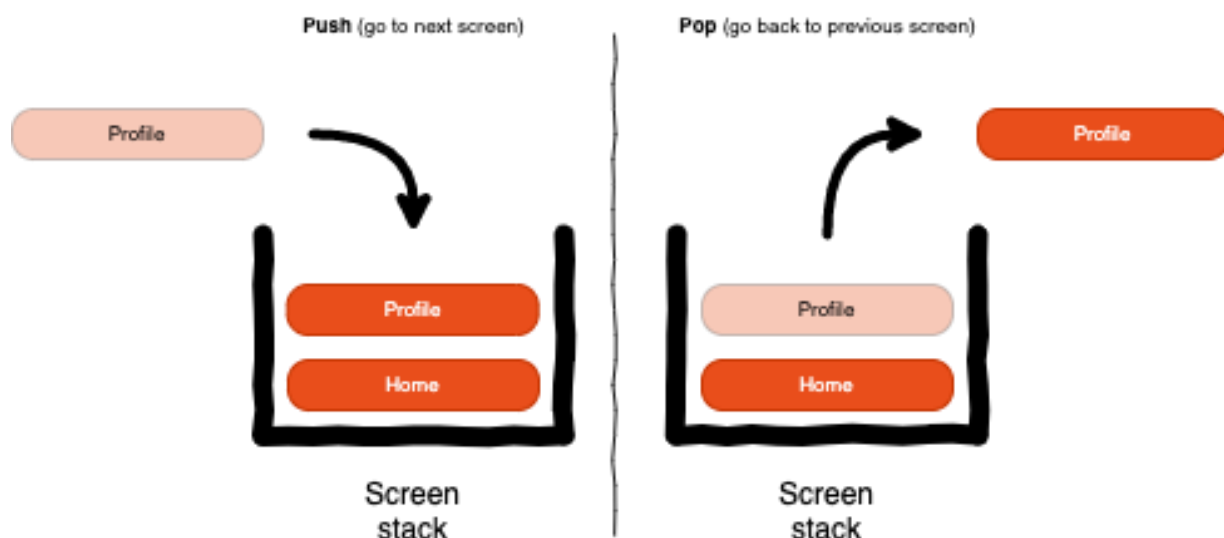 Push (go to next screen)
Profile
Profile
Home
Screen
stack
Pop (go back to previous screen)
Profile
Profile
Home
Screen
stack